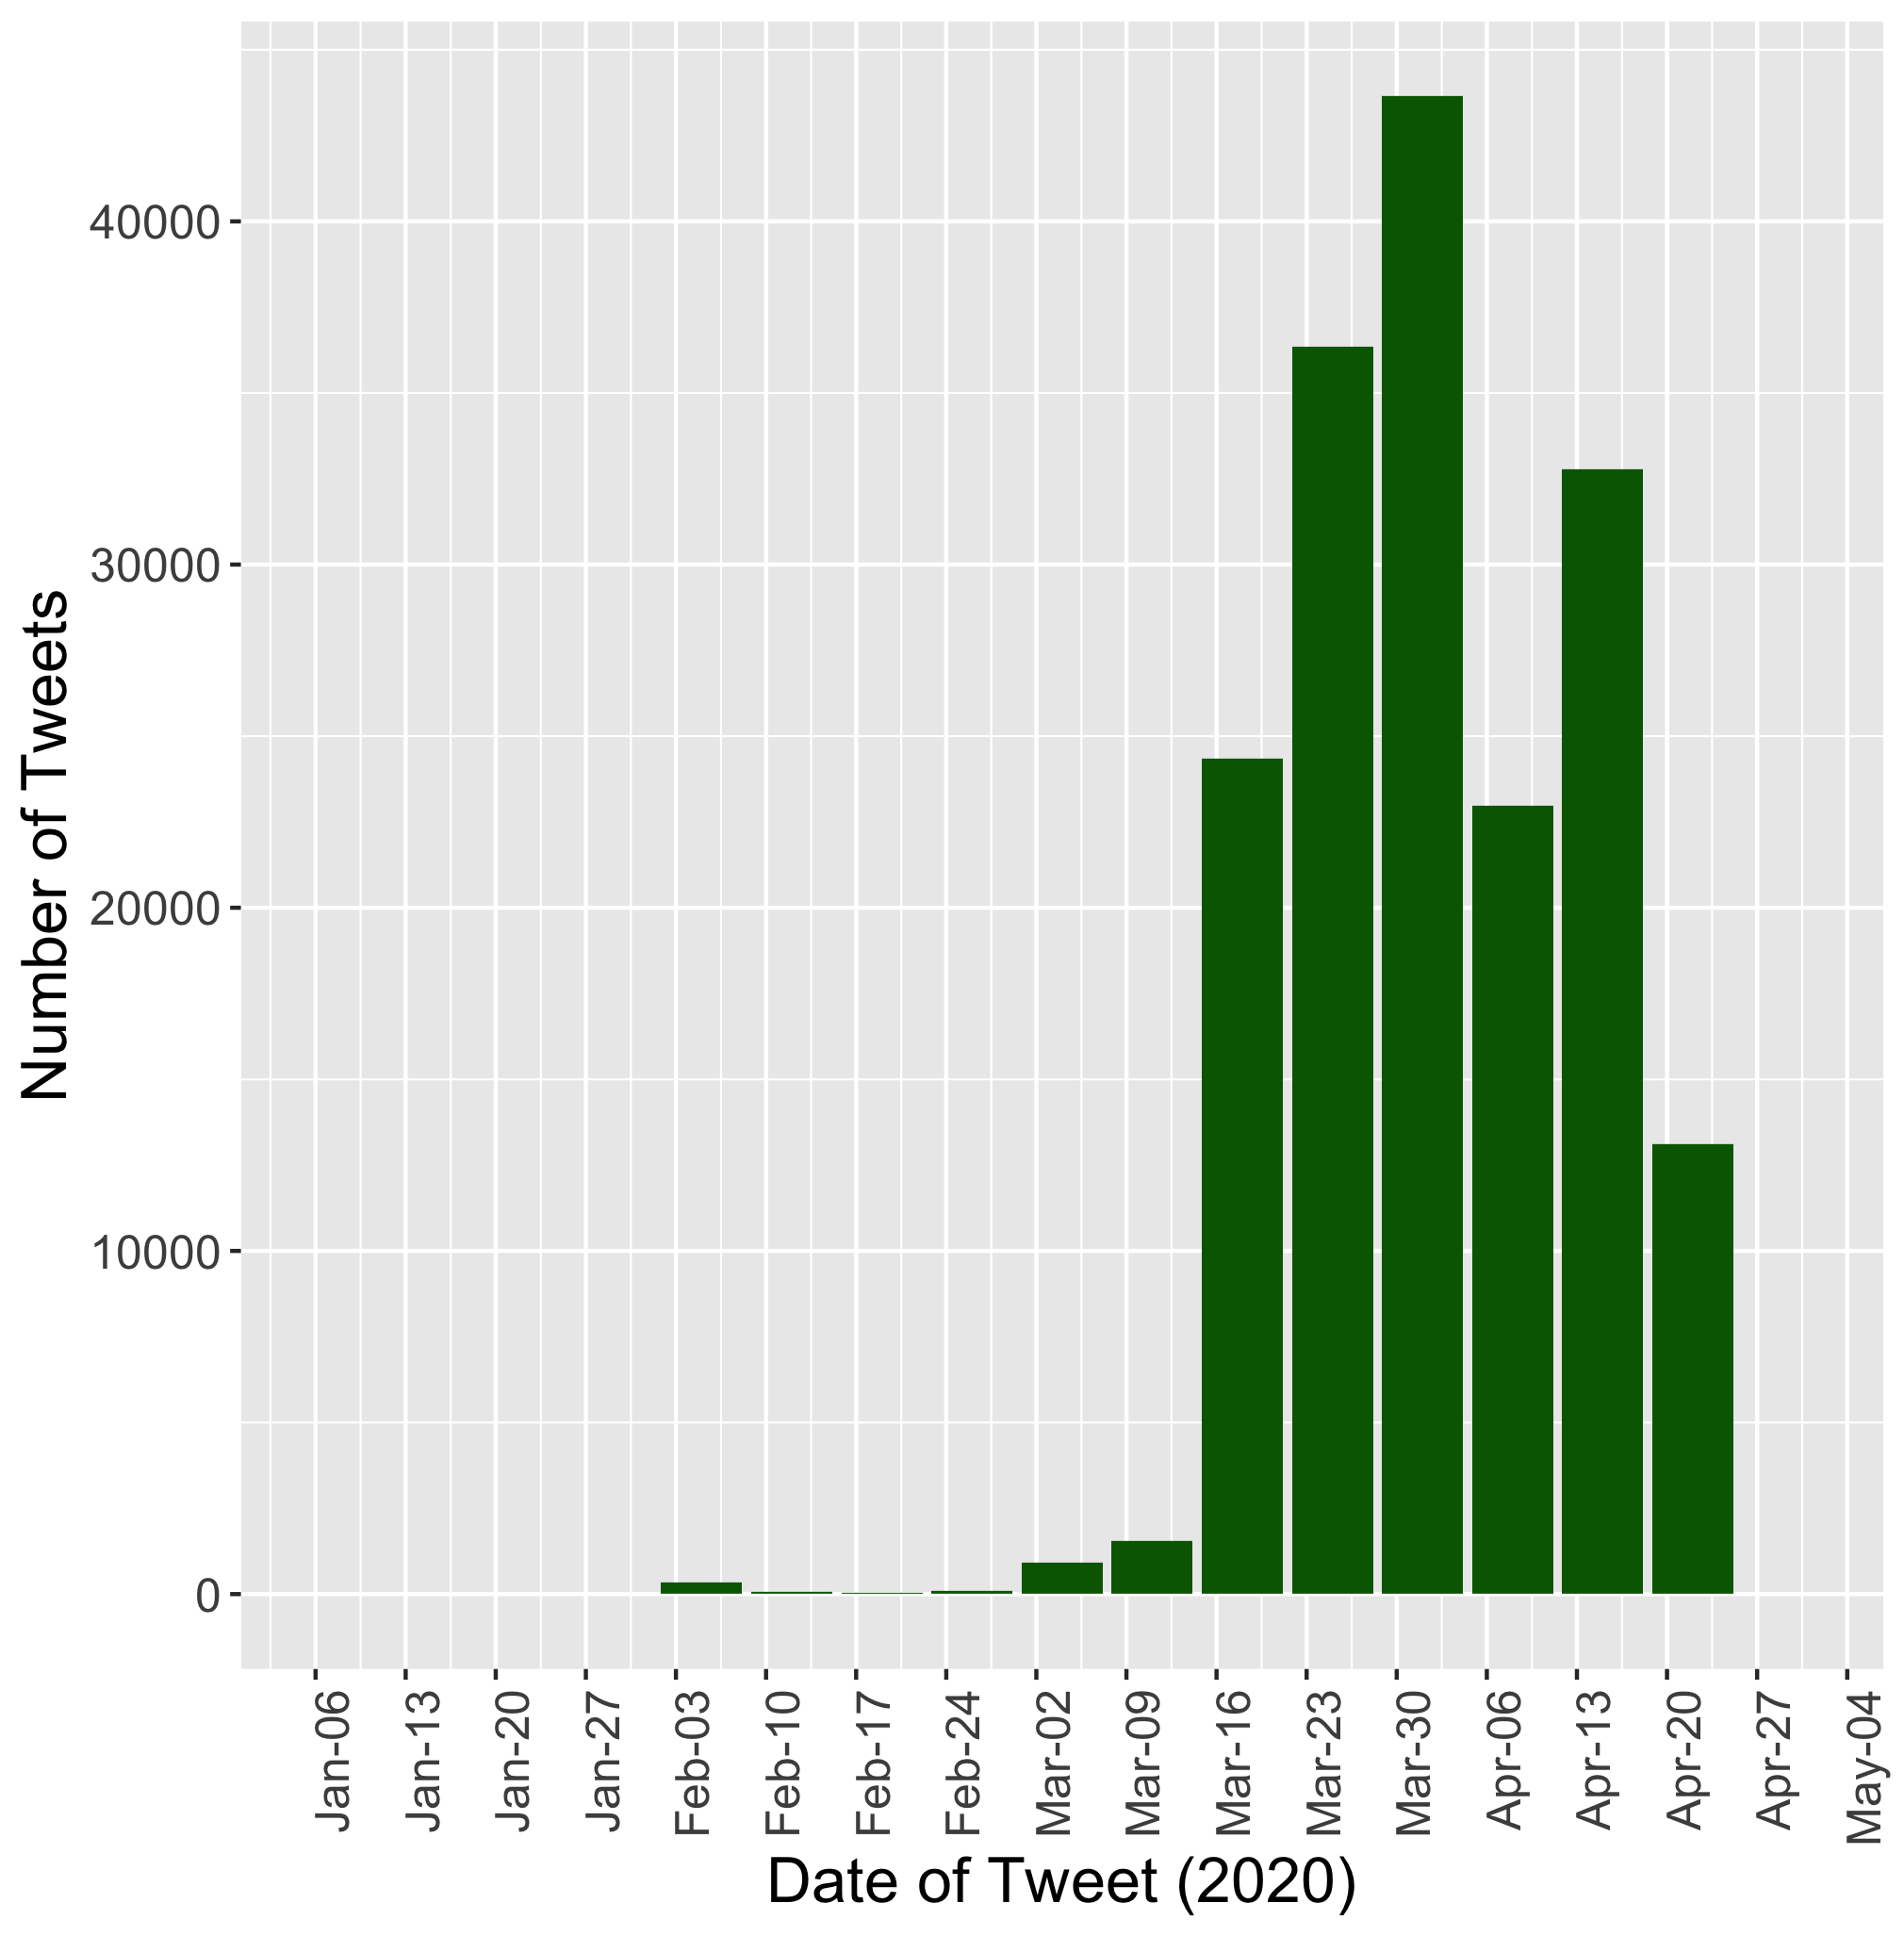 Number of Tweets
40000
30000
20000
10000
0
Jan-06
Jan-13
Jan-20
Jan-27
Feb-03
Feb-10
Feb-17
Feb-24
Mar-02
Mar-09
Mar-16
Mar-23
Mar-30
Apr-06
Apr-13
Apr-20
Apr-27
May-04
Date of Tweet (2020)